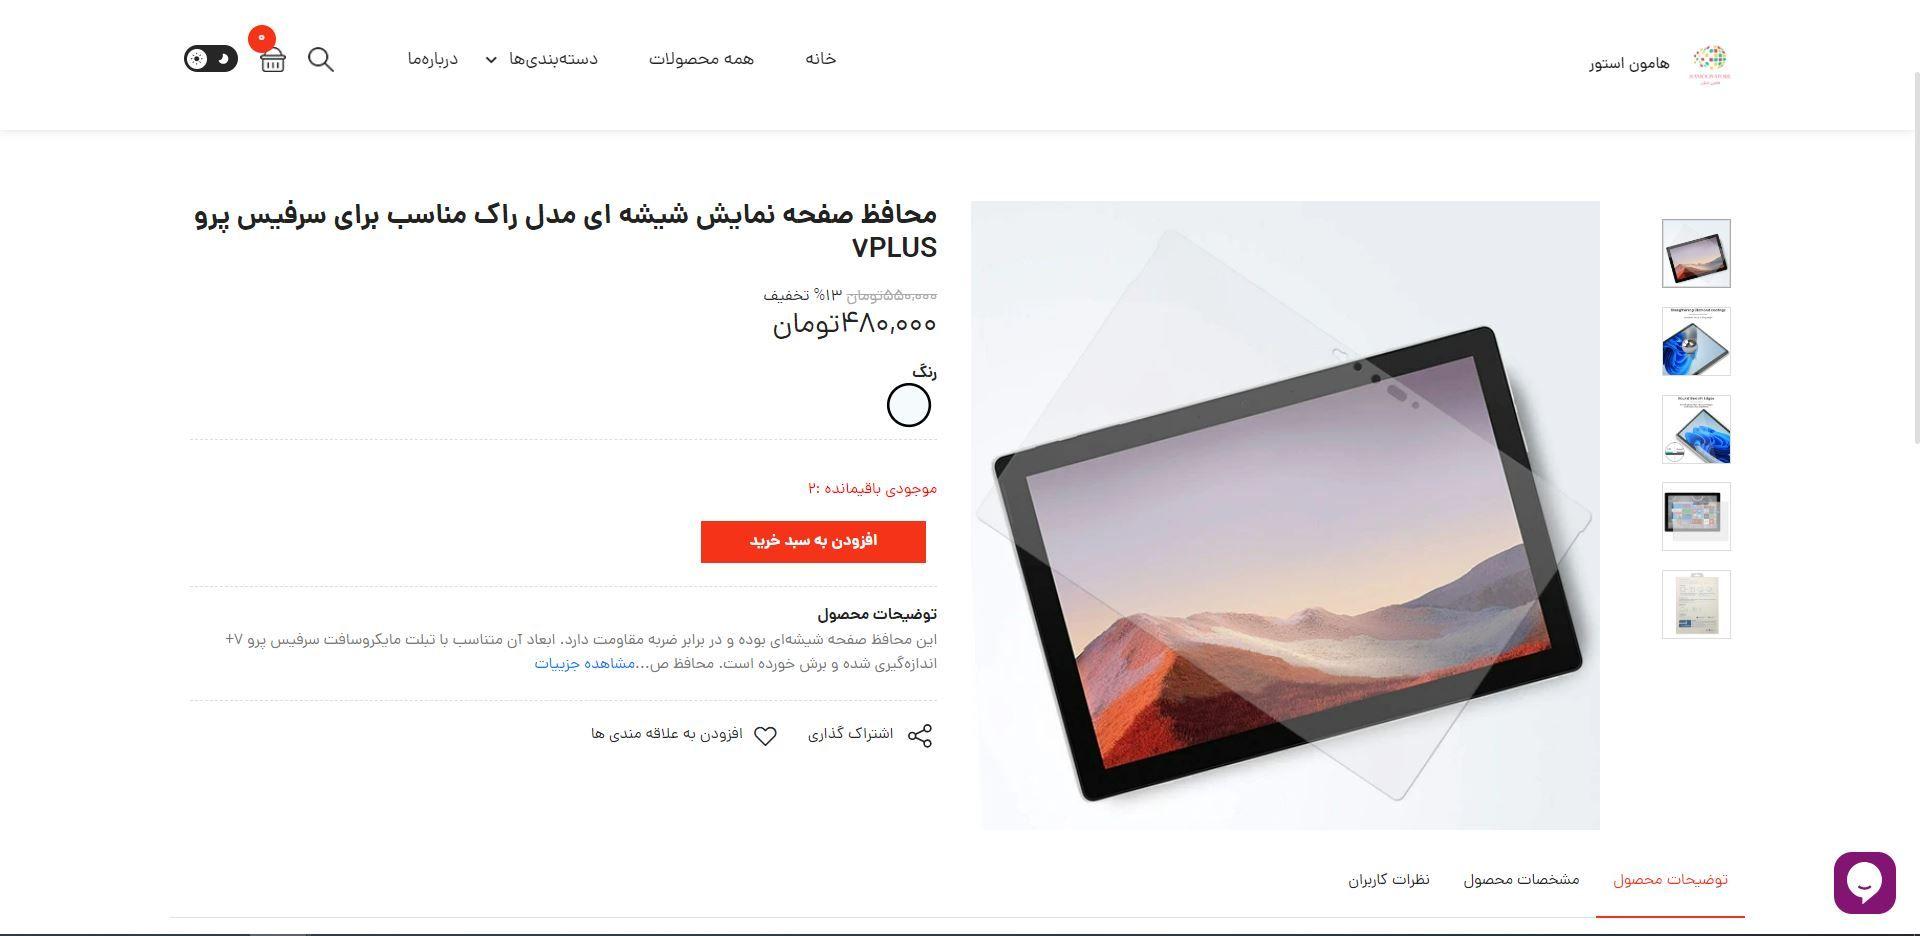 هامون استور
خانه
همه محصولات
دسته‌بندی‌ها
درباره‌ما
۰
محافظ صفحه نمایش شیشه ای مدل راک مناسب برای سرفیس پرو
۷PLUS
۵۵۰,۰۰۰تومان ۱۳% تخفیف
۴۸۰,۰۰۰تومان
رنگ
موجودی باقیمانده :۲
افزودن به سبد خرید
توضیحات محصول
این محافظ صفحه شیشه‌ای بوده و در برابر ضربه مقاومت دارد. ابعاد آن متناسب با تبلت مایکروسافت سرفیس پرو ۷+
اندازه‌گیری شده و برش خورده است. محافظ ص...مشاهده جزییات
اشتراک گذاری
افزودن به علاقه مندی ها
توضیحات محصول
مشخصات محصول
نظرات کاربران